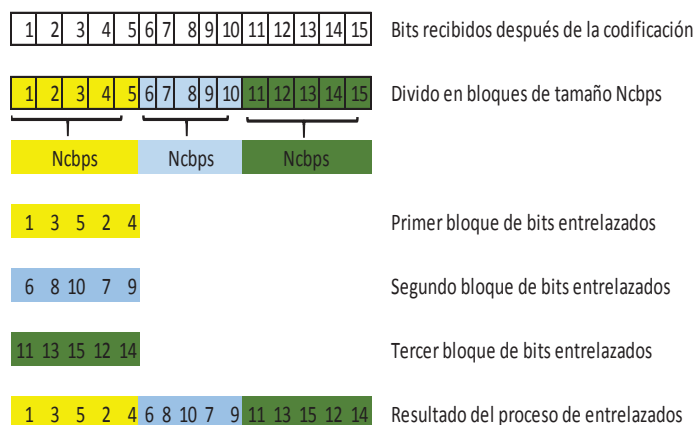 1 2 3 4 5 6 7 8 9 10 11 12 13 14 15 Bits recibidos después de la codificación
1 2 3 4 5 6 7 8 9 10 11 12 13 14 15 Divido en bloques de tamaño Ncbps
Ncbps Ncbps Ncbps
1 3 5 2 4 Primer bloque de bits entrelazados
6 8 10 7 9 Segundo bloque de bits entrelazados
11 13 15 12 14 Tercer bloque de bits entrelazados
1 3 5 2 4 6 8 10 7 9 11 13 15 12 14 Resultado del proceso de entrelazados